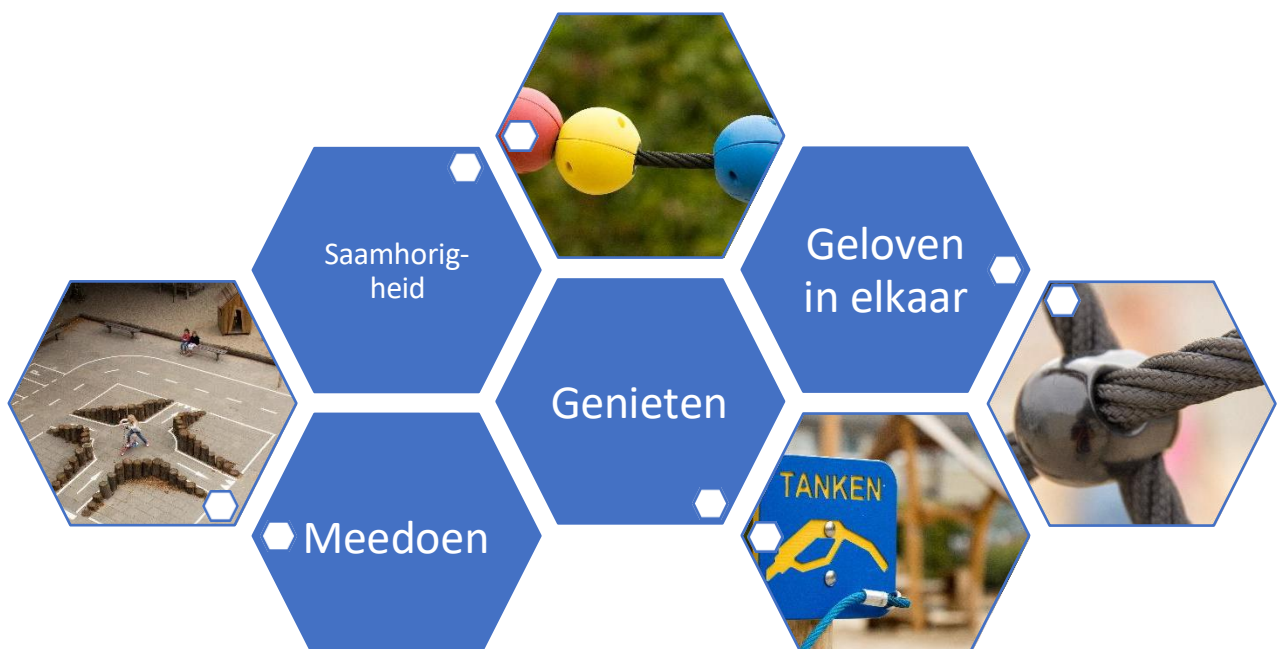 Saamhorig-
heid
Geloven
in elkaar
Genieten
TANKEN
Meedoen